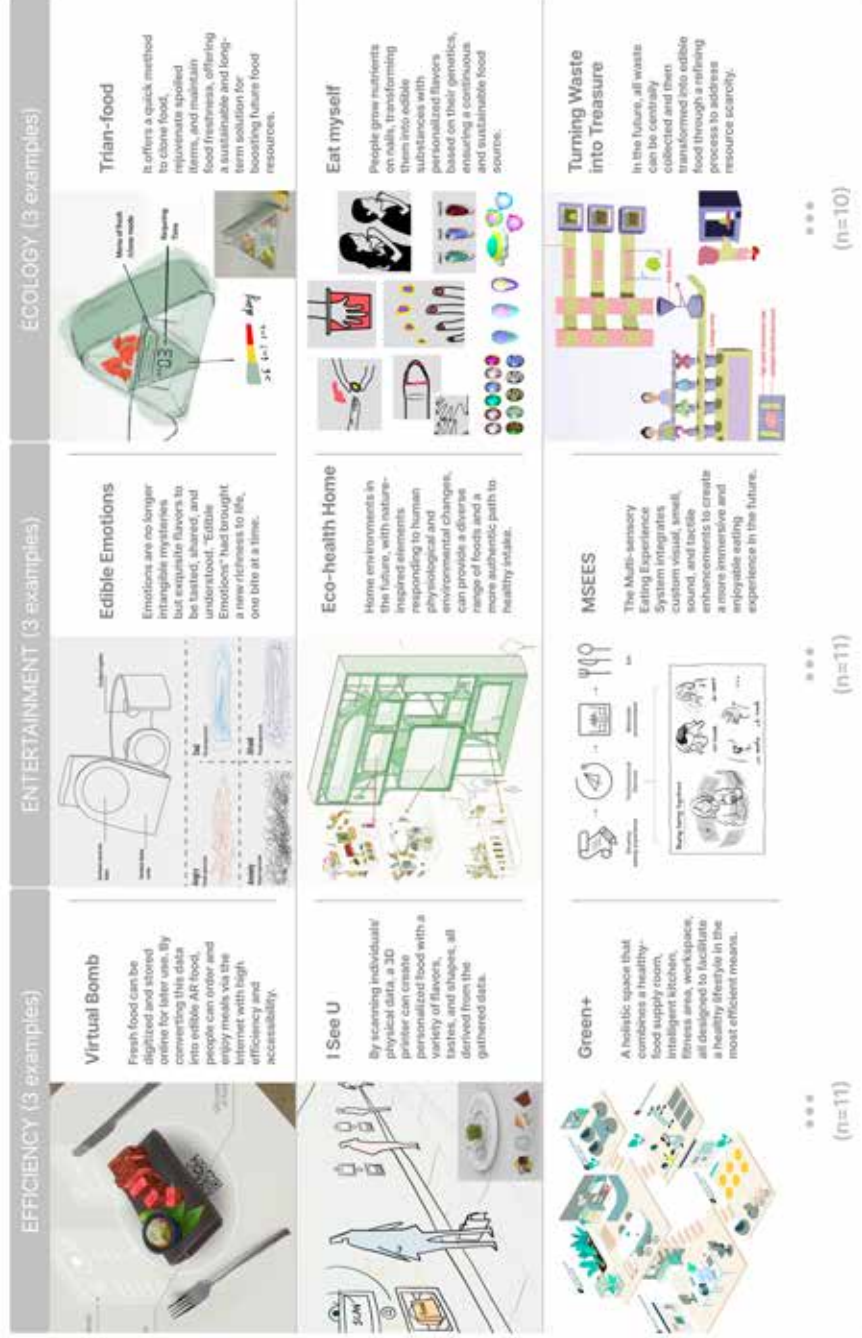 EFFICIENCY (3 examples)
Virtual Bomb
Fresh food can be
digitized and stored
online for later use. By
converting this data
into edible AR food,
people can order and
enjoy meals via the
Internet with high
efficiency and
accessibility.
I See U
By scanning individuals'
physical data, a 3D
printer can create
personalized food with a
variety of flavors,
tastes, and shapes, all
derived from the
gathered data.
SCAN
Green+
A holistic space that
combines a healthy-
food supply room,
intelligent kitchen,
fitness area, workspace,
all designed to facilitate
a healthy lifestyle in the
most efficient means.
(n=11)
ENTERTAINMENT (3 examples)
Edible Emotions
Emotions are no longer
intangible mysteries
but exquisite flavors to
be tasted, shared, and
understood. "Edible
Emotions" had brought
a new richness to life,
one bite at a time.
Angry
Sad
Anxiety
Eco-health Home
Home environments in
the future, with nature-
inspired elements
responding to human
physiological and
environmental changes,
can provide a diverse
range of foods and a
more authentic path to
healthy intake.
MSEES
The Multi-sensory
Eating Experience
System integrates
custom visual, smell,
sound, and tactile
enhancements to create
a more immersive and
enjoyable eating
experience in the future.
(n=11)
ECOLOGY (3 examples)
Trian-food
It offers a quick method
to clone food,
rejuvenate spoiled
items, and maintain
food freshness, offering
a sustainable and long-
term solution for
boosting future food
resources.
Menu of fresh
/clone mode
Requiring
Time
day
Eat myself
People grow nutrients
on nails, transforming
them into edible
substances with
personalized flavors
based on their genetics,
ensuring a continuous
and sustainable food
source.
Turning Waste
into Treasure
In the future, all waste
can be centrally
collected and then
transformed into edible
food through a refining
process to address
resource scarcity.
(n=10)